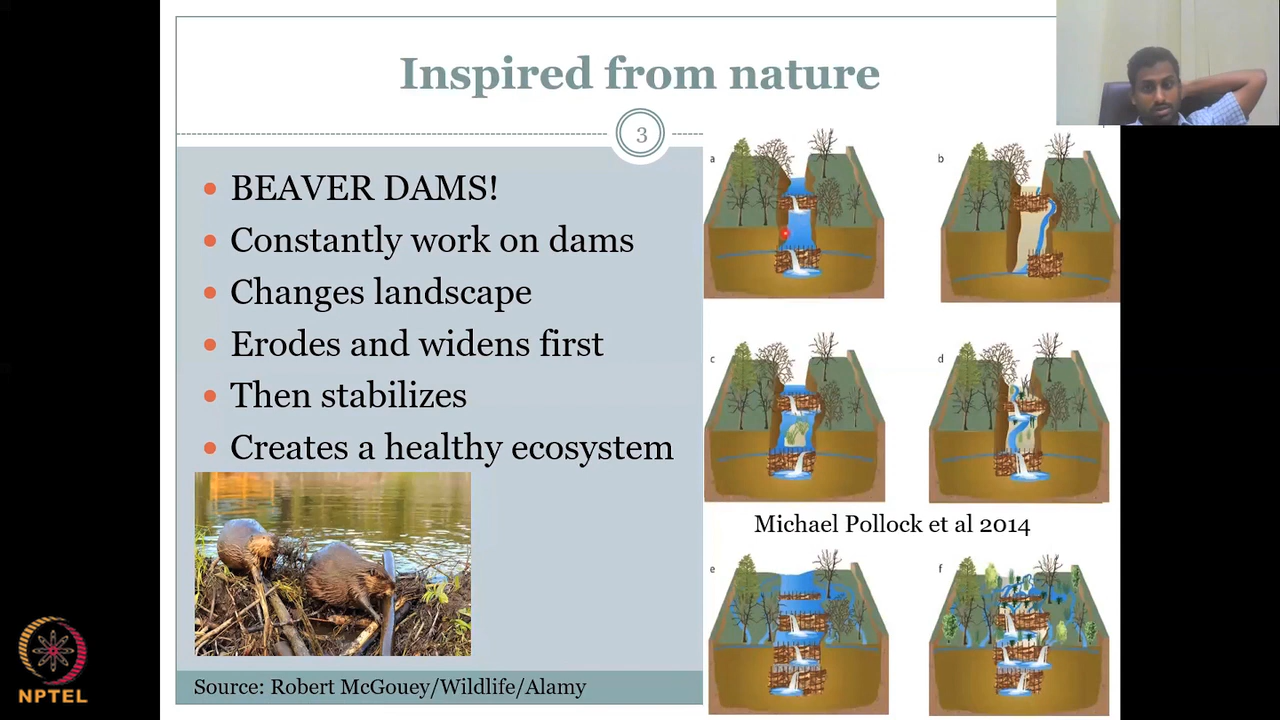 Inspired from nature
3
BEAVER DAMS!
Constantly work on dams
Changes landscape
Erodes and widens first
Then stabilizes
Creates a healthy ecosystem
a
b
c
d
Michael Pollock et al 2014
e
f
Source: Robert McGouey/Wildlife/Alamy
NPTEL